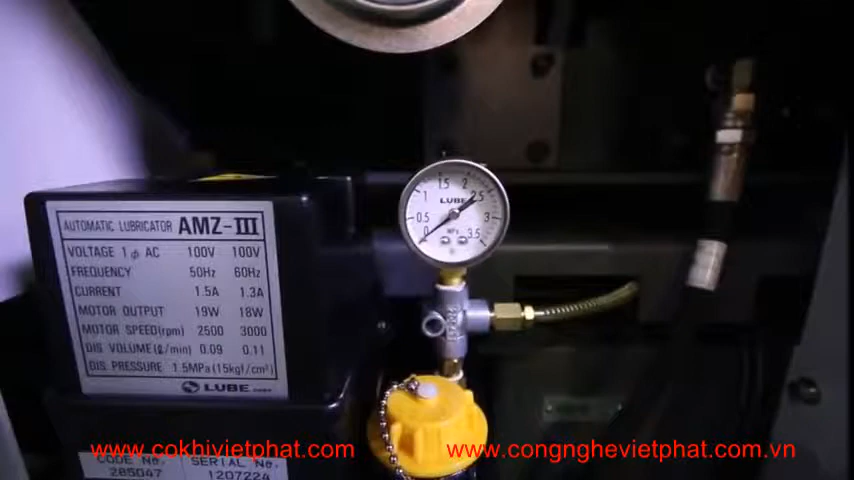 AUTOMATIC LUBRICATOR AMZ-III
VOLTAGE 1φ AC 100V 100V
FREQUENCY 50Hz 60Hz
CURRENT 1.5A 1.3A
MOTOR OUTPUT 19W 18W
MOTOR SPEED(rpm) 2500 3000
DIS. VOLUME(ℓ/min) 0.09 0.11
DIS. PRESSURE 1.5MPa(15kgf/cm²)
LUBE CORP.
CODE No. SERIAL No.
285047 1207224
0 0.5 1 1.5 2 2.5 3 3.5
LUBE
MPa
www.cokhivietphat.com
www.congnghevietphat.com.vn